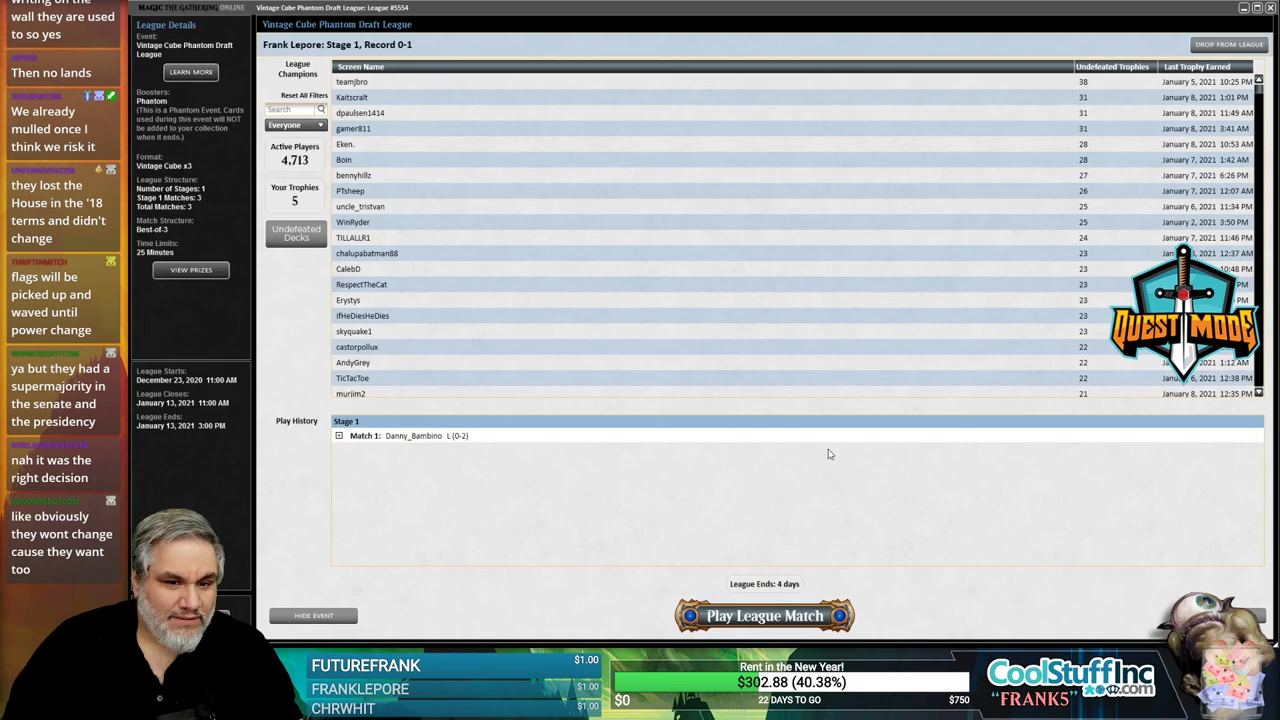 writing on
the wall due
to so yes
Then no lands
We already
mulled once I
think we risk it
they lost the
House in the '18
terms and didn't
change
THRIFTINMITCH
flags will be
picked up and
waved until
power change
ya but they had a
supermajority in
the senate and
the presidency
nah it was the
right decision
like obviously
they wont change
cause they want
too
MAGIC THE GATHERING ONLINE
Vintage Cube Phantom Draft League: League #5554
League Details
Event:
Vintage Cube Phantom Draft
League
LEARN MORE
Boosters:
Phantom
(This is a Phantom Event. Cards
used during this event will NOT
be added to your collection
when it ends.)
Format:
Vintage Cube x3
League Structure:
Number of Stages: 1
Stage 1 Matches: 3
Total Matches: 3
Match Structure:
Best-of-3
Time Limits:
25 Minutes
VIEW PRIZES
League Starts:
December 23, 2020 11:00 AM
League Closes:
January 13, 2021 11:00 AM
League Ends:
January 13, 2021 3:00 PM
Vintage Cube Phantom Draft League
Frank Lepore: Stage 1, Record 0-1
DROP FROM LEAGUE
League
Champions
Reset All Filters
Search
Everyone
Active Players
4,713
Your Trophies
5
Undefeated
Decks
Screen Name Undefeated Trophies Last Trophy Earned
teamjbro 38 January 5, 2021 10:25 PM
Kaitscralt 31 January 8, 2021 1:01 PM
dpaulsen1414 31 January 8, 2021 11:49 AM
gamer811 31 January 8, 2021 3:41 AM
Eken. 28 January 8, 2021 10:53 AM
Boin 28 January 7, 2021 1:42 AM
bennyhillz 27 January 7, 2021 6:26 PM
PTsheep 26 January 7, 2021 12:07 AM
uncle_tristvan 25 January 6, 2021 11:34 PM
WinRyder 25 January 2, 2021 3:50 PM
TILLALLR1 24 January 7, 2021 11:46 PM
chalupabatman88 23 2021 12:37 AM
CalebD 23 10:48 PM
RespectTheCat 23 PM
Erystys 23 PM
IfHeDiesHeDies 23
skyquake1 23
castorpollux 22
AndyGrey 22 1:12 AM
TicTacToe 22 2021 12:38 PM
murjim2 21 January 8, 2021 12:35 PM
QUEST MODE
Play History
Stage 1
Match 1: Danny_Bambino L (0-2)
League Ends: 4 days
HIDE EVENT
Play League Match
FUTUREFRANK $1.00
FRANKLEPORE $1.00
CHRWHIT $1.00
Rent in the New Year!
$302.88 (40.38%)
$0 22 DAYS TO GO $750
CoolStuffInc
.com
"FRANK5"